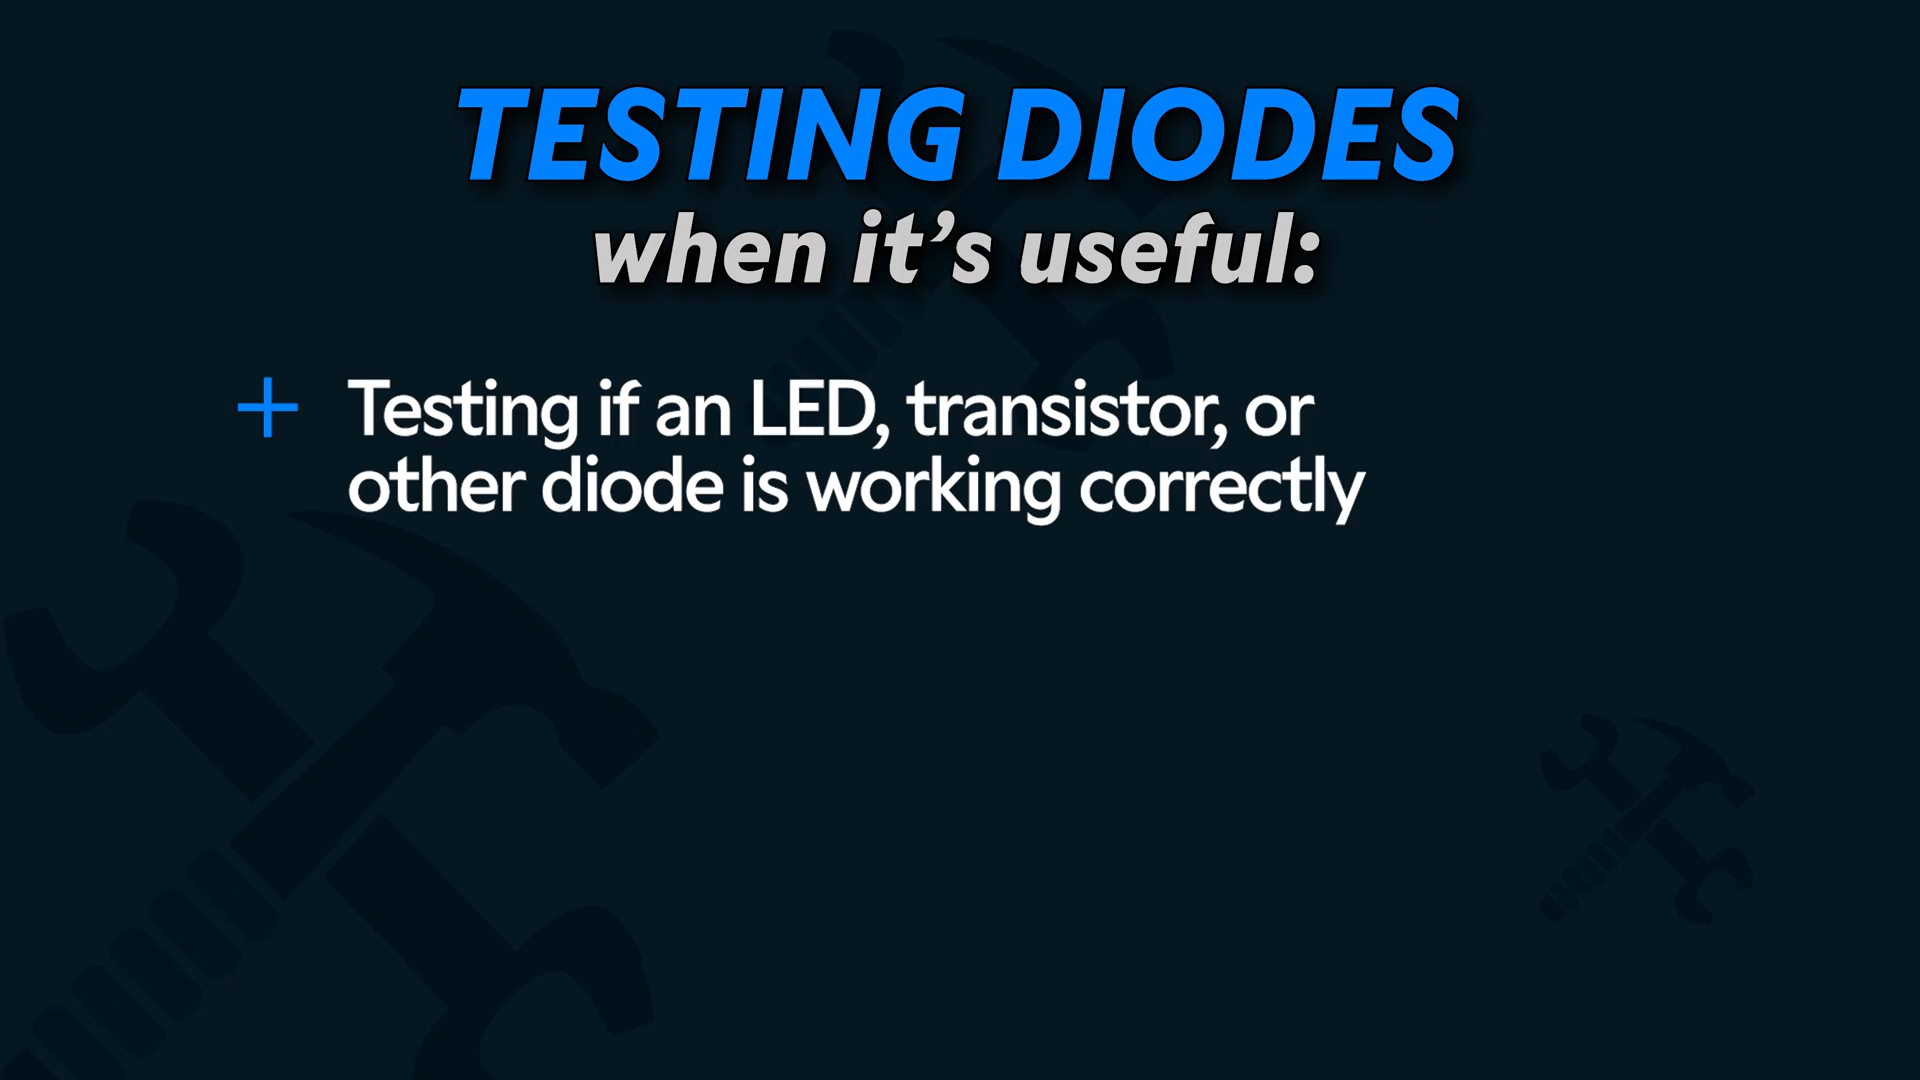 TESTING DIODES
when it's useful:
+ Testing if an LED, transistor, or
other diode is working correctly